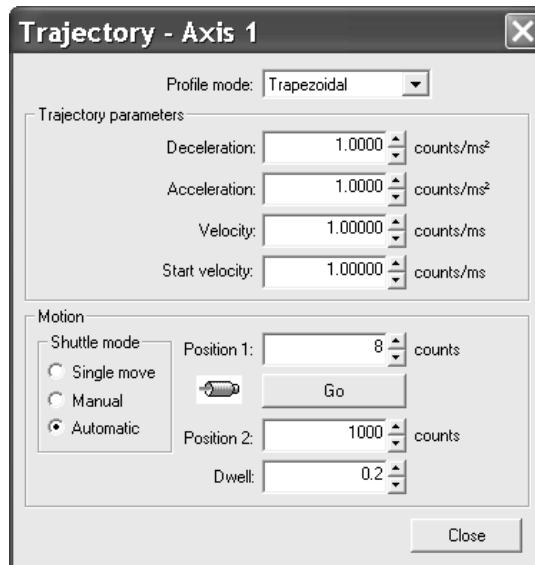 Trajectory - Axis 1
Profile mode: Trapezoidal
Trajectory parameters
Deceleration: 1.0000 counts/ms²
Acceleration: 1.0000 counts/ms²
Velocity: 1.00000 counts/ms
Start velocity: 1.00000 counts/ms
Motion
Shuttle mode
Single move
Manual
Automatic
Position 1: 8 counts
Go
Position 2: 1000 counts
Dwell: 0.2
Close